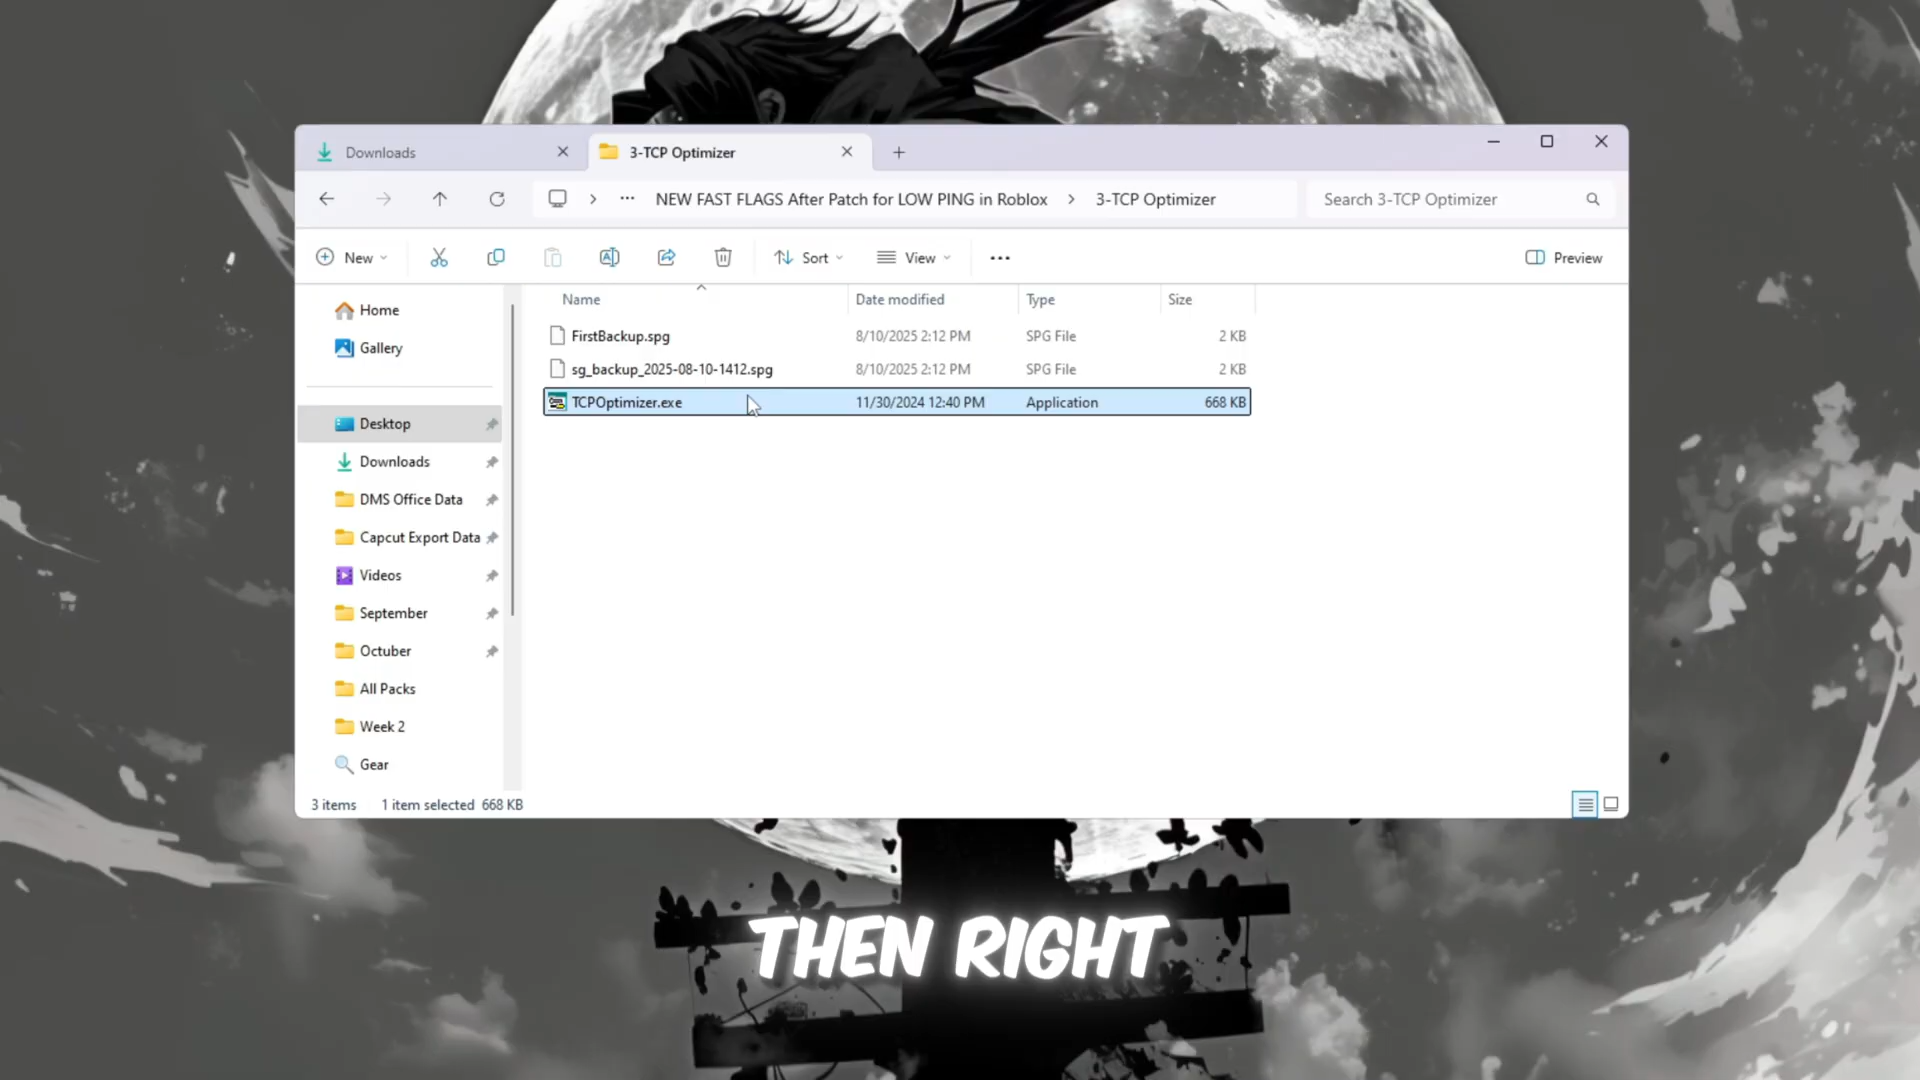 Downloads
3-TCP Optimizer
NEW FAST FLAGS After Patch for LOW PING in Roblox > 3-TCP Optimizer
Search 3-TCP Optimizer
New
Sort
View
Preview
Name Date modified Type Size
FirstBackup.spg 8/10/2025 2:12 PM SPG File 2 KB
sg_backup_2025-08-10-1412.spg 8/10/2025 2:12 PM SPG File 2 KB
TCPOptimizer.exe 11/30/2024 12:40 PM Application 668 KB
Home
Gallery
Desktop
Downloads
DMS Office Data
Capcut Export Data
Videos
September
Octuber
All Packs
Week 2
Gear
3 items 1 item selected 668 KB
THEN RIGHT